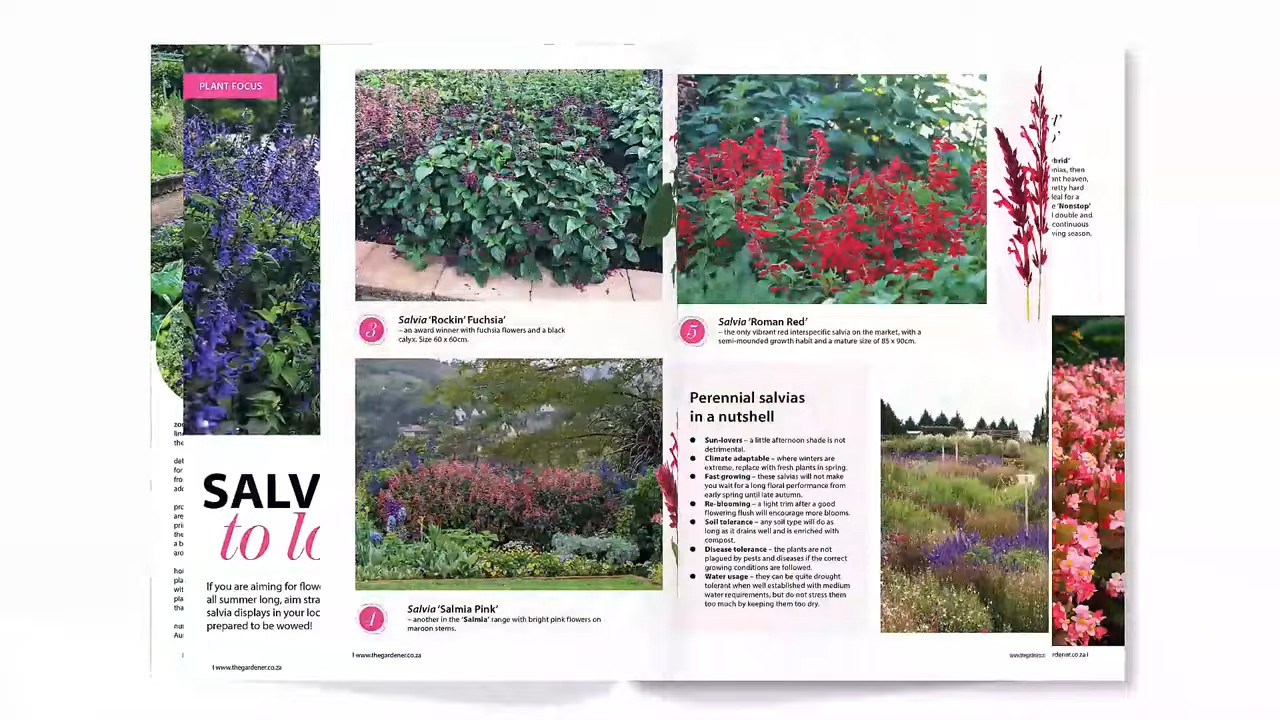 PLANT FOCUS
SALV
to lo
If you are aiming for flowe
all summer long, aim stra
salvia displays in your loc
prepared to be wowed!
I www.thegardener.co.za
3
Salvia 'Rockin' Fuchsia'
– an award winner with fuchsia flowers and a black
calyx. Size 60 x 60cm.
4
Salvia 'Salmia Pink'
– another in the 'Salmia' range with bright pink flowers on
maroon stems.
I www.thegardener.co.za
5
Salvia 'Roman Red'
– the only vibrant red interspecific salvia on the market, with a
semi-mounded growth habit and a mature size of 85 x 90cm.
Perennial salvias
in a nutshell
● Sun-lovers – a little afternoon shade is not
detrimental.
● Climate adaptable – where winters are
extreme, replace with fresh plants in spring.
● Fast growing – these salvias will not make
you wait for a long floral performance from
early spring until late autumn.
● Re-blooming – a light trim after a good
flowering flush will encourage more blooms.
● Soil tolerance – any soil type will do as
long as it drains well and is enriched with
compost.
● Disease tolerance – the plants are not
plagued by pests and diseases if the correct
growing conditions are followed.
● Water usage – they can be quite drought
tolerant when well established with medium
water requirements, but do not stress them
too much by keeping them too dry.
brid'
nias, then
ant heaven,
retty hard
deal for a
e 'Nonstop'
l double and
continuous
wing season.
rdener.co.za I